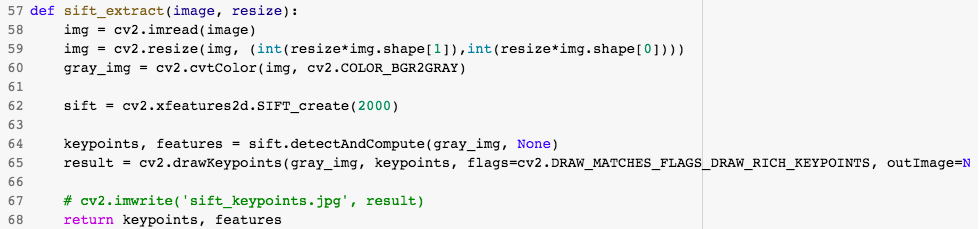 57 def sift_extract(image, resize):
58     img = cv2.imread(image)
59     img = cv2.resize(img, (int(resize*img.shape[1]),int(resize*img.shape[0])))
60     gray_img = cv2.cvtColor(img, cv2.COLOR_BGR2GRAY)
61
62     sift = cv2.xfeatures2d.SIFT_create(2000)
63
64     keypoints, features = sift.detectAndCompute(gray_img, None)
65     result = cv2.drawKeypoints(gray_img, keypoints, flags=cv2.DRAW_MATCHES_FLAGS_DRAW_RICH_KEYPOINTS, outImage=N
66
67     # cv2.imwrite('sift_keypoints.jpg', result)
68     return keypoints, features